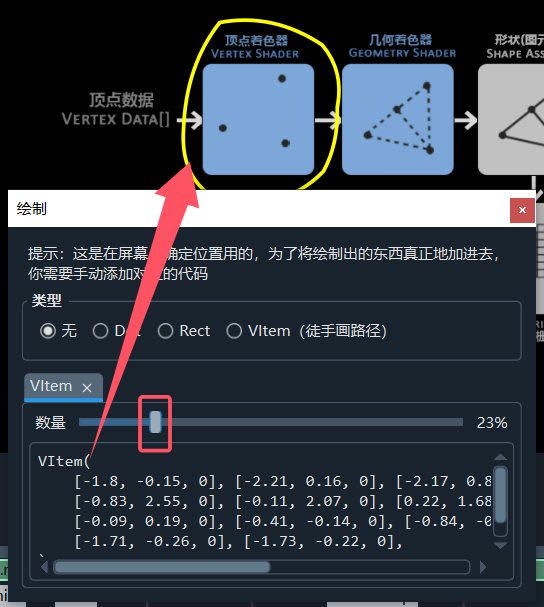 顶点着色器
VERTEX SHADER
几何着色器
GEOMETRY SHADER
形状(图元
SHAPE ASS
顶点数据
VERTEX DATA[]
绘制
提示：这是在屏幕上确定位置用的，为了将绘制出的东西真正地加进去，
你需要手动添加对应的代码
类型
无
Rect
VItem（徒手画路径）
VItem
数量
23%
VItem(
[-1.8, -0.15, 0], [-2.21, 0.16, 0], [-2.17, 0.8
[-0.83, 2.55, 0], [-0.11, 2.07, 0], [0.22, 1.68
[-0.09, 0.19, 0], [-0.41, -0.14, 0], [-0.84, -0
[-1.71, -0.26, 0], [-1.73, -0.22, 0],